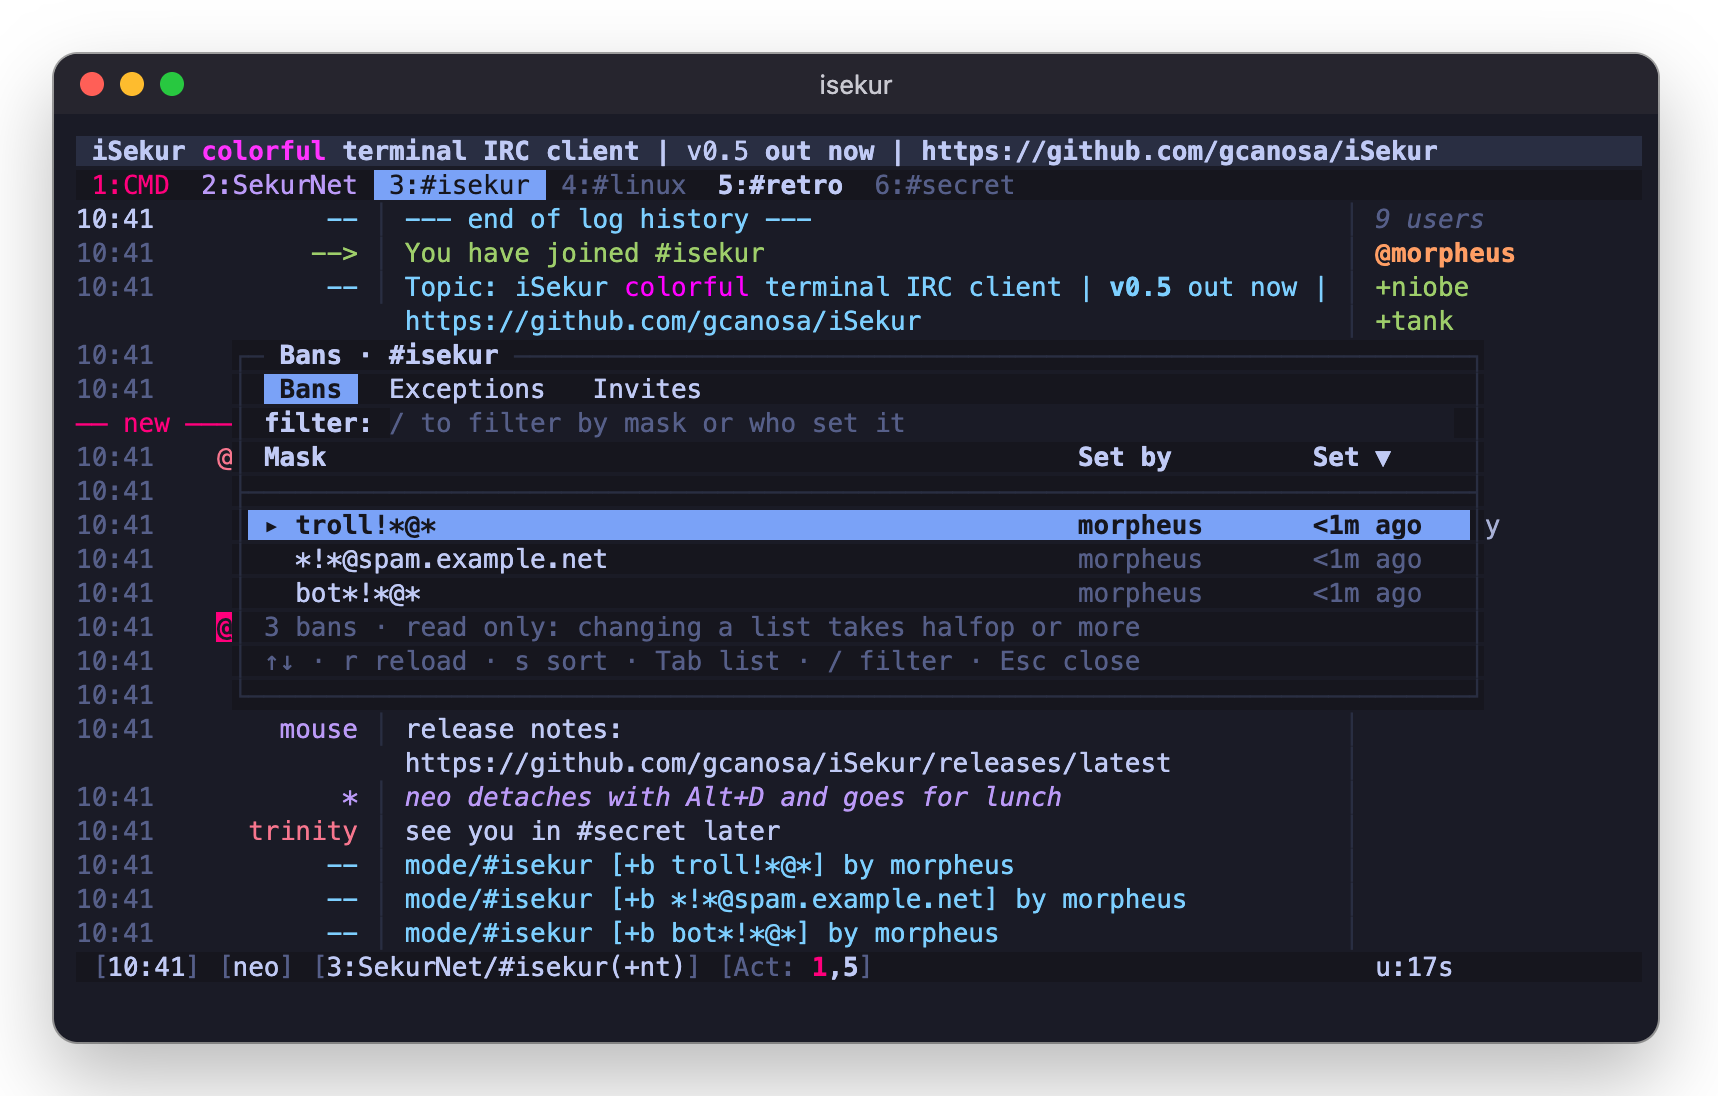 isekur
iSekur colorful terminal IRC client | v0.5 out now | https://github.com/gcanosa/iSekur
1:CMD 2:SekurNet 3:#isekur 4:#linux 5:#retro 6:#secret
10:41 -- --- end of log history --- 9 users
10:41 --> You have joined #isekur @morpheus
10:41 -- Topic: iSekur colorful terminal IRC client | v0.5 out now | +niobe
https://github.com/gcanosa/iSekur +tank
10:41 Bans · #isekur
10:41 Bans Exceptions Invites
—— new —— filter: / to filter by mask or who set it
10:41 @ Mask Set by Set ▼
10:41
10:41 ▸ troll!*@* morpheus <1m ago y
10:41 *!*@spam.example.net morpheus <1m ago
10:41 bot*!*@* morpheus <1m ago
10:41 @ 3 bans · read only: changing a list takes halfop or more
10:41 ↑↓ · r reload · s sort · Tab list · / filter · Esc close
10:41
10:41 mouse release notes:
https://github.com/gcanosa/iSekur/releases/latest
10:41 * neo detaches with Alt+D and goes for lunch
10:41 trinity see you in #secret later
10:41 -- mode/#isekur [+b troll!*@*] by morpheus
10:41 -- mode/#isekur [+b *!*@spam.example.net] by morpheus
10:41 -- mode/#isekur [+b bot*!*@*] by morpheus
[10:41] [neo] [3:SekurNet/#isekur(+nt)] [Act: 1,5] u:17s